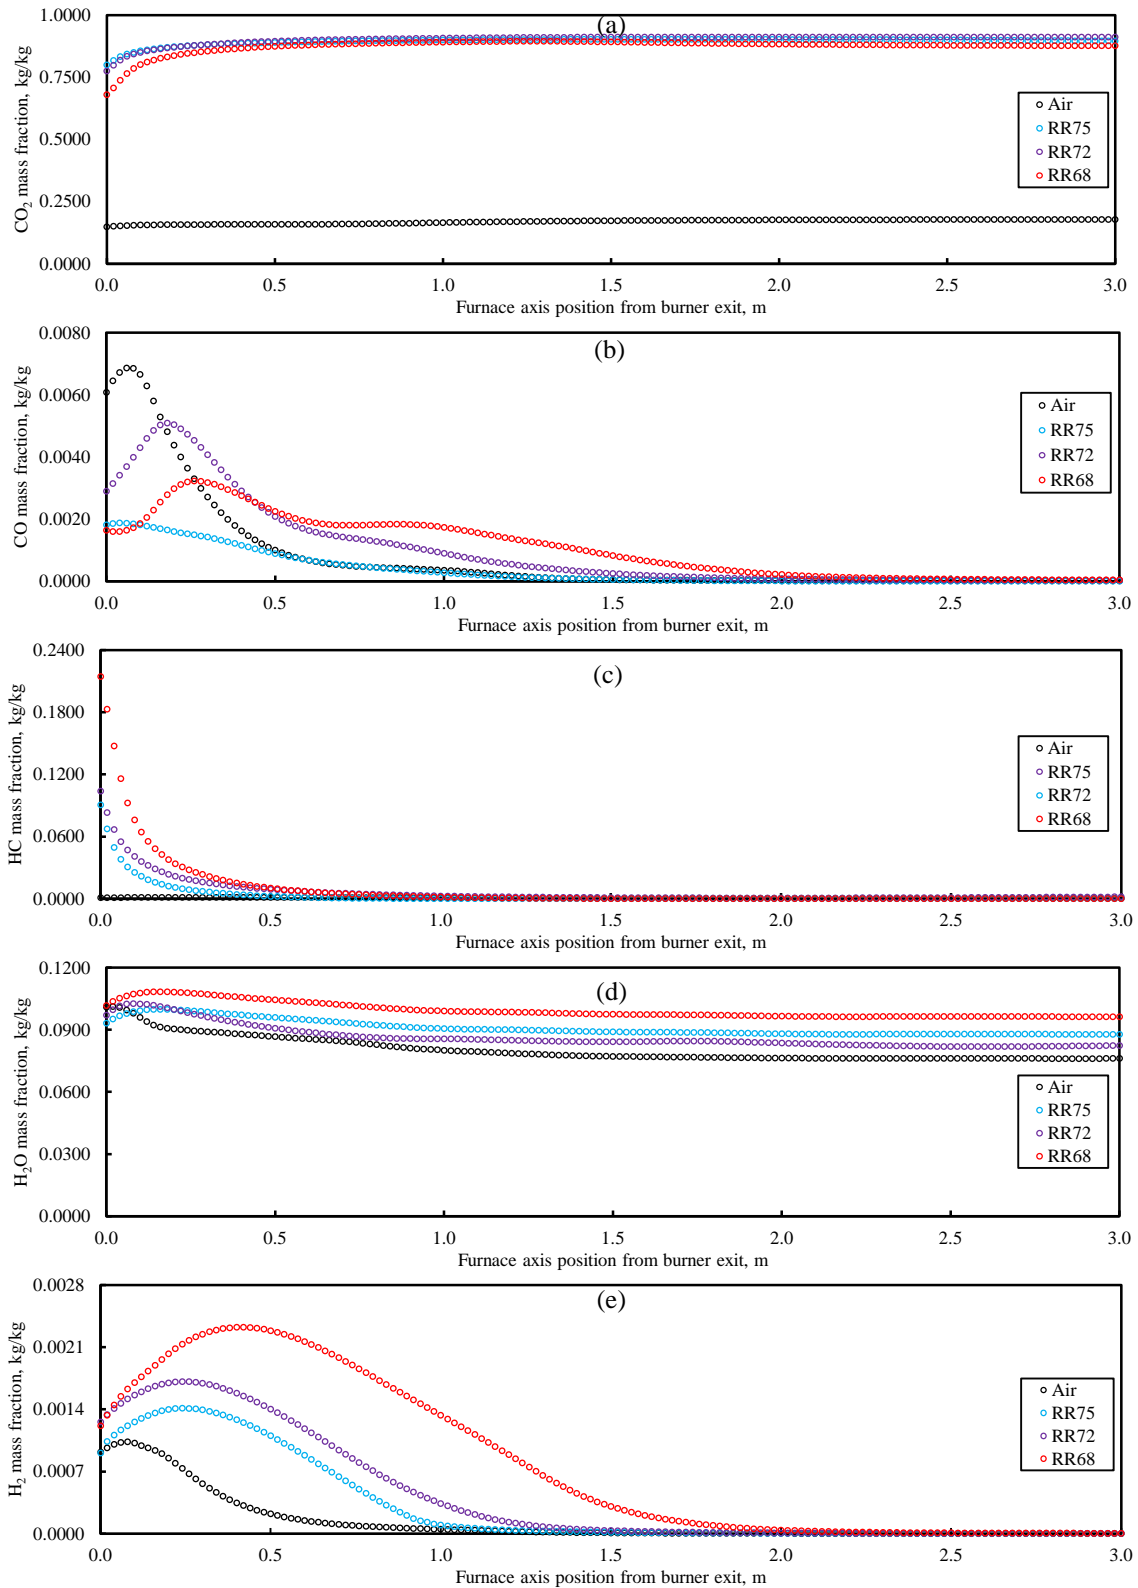 (a)
1.0000
0.7500
0.5000
0.2500
0.0000
CO2 mass fraction, kg/kg
Air
RR75
RR72
RR68
0.0 0.5 1.0 1.5 2.0 2.5 3.0
Furnace axis position from burner exit, m
(b)
0.0080
0.0060
0.0040
0.0020
0.0000
CO mass fraction, kg/kg
Air
RR75
RR72
RR68
0.0 0.5 1.0 1.5 2.0 2.5 3.0
Furnace axis position from burner exit, m
(c)
0.2400
0.1800
0.1200
0.0600
0.0000
HC mass fraction, kg/kg
Air
RR75
RR72
RR68
0.0 0.5 1.0 1.5 2.0 2.5 3.0
Furnace axis position from burner exit, m
(d)
0.1200
0.0900
0.0600
0.0300
0.0000
H2O mass fraction, kg/kg
Air
RR75
RR72
RR68
0.0 0.5 1.0 1.5 2.0 2.5 3.0
Furnace axis position from burner exit, m
(e)
0.0028
0.0021
0.0014
0.0007
0.0000
H2 mass fraction, kg/kg
Air
RR75
RR72
RR68
0.0 0.5 1.0 1.5 2.0 2.5 3.0
Furnace axis position from burner exit, m